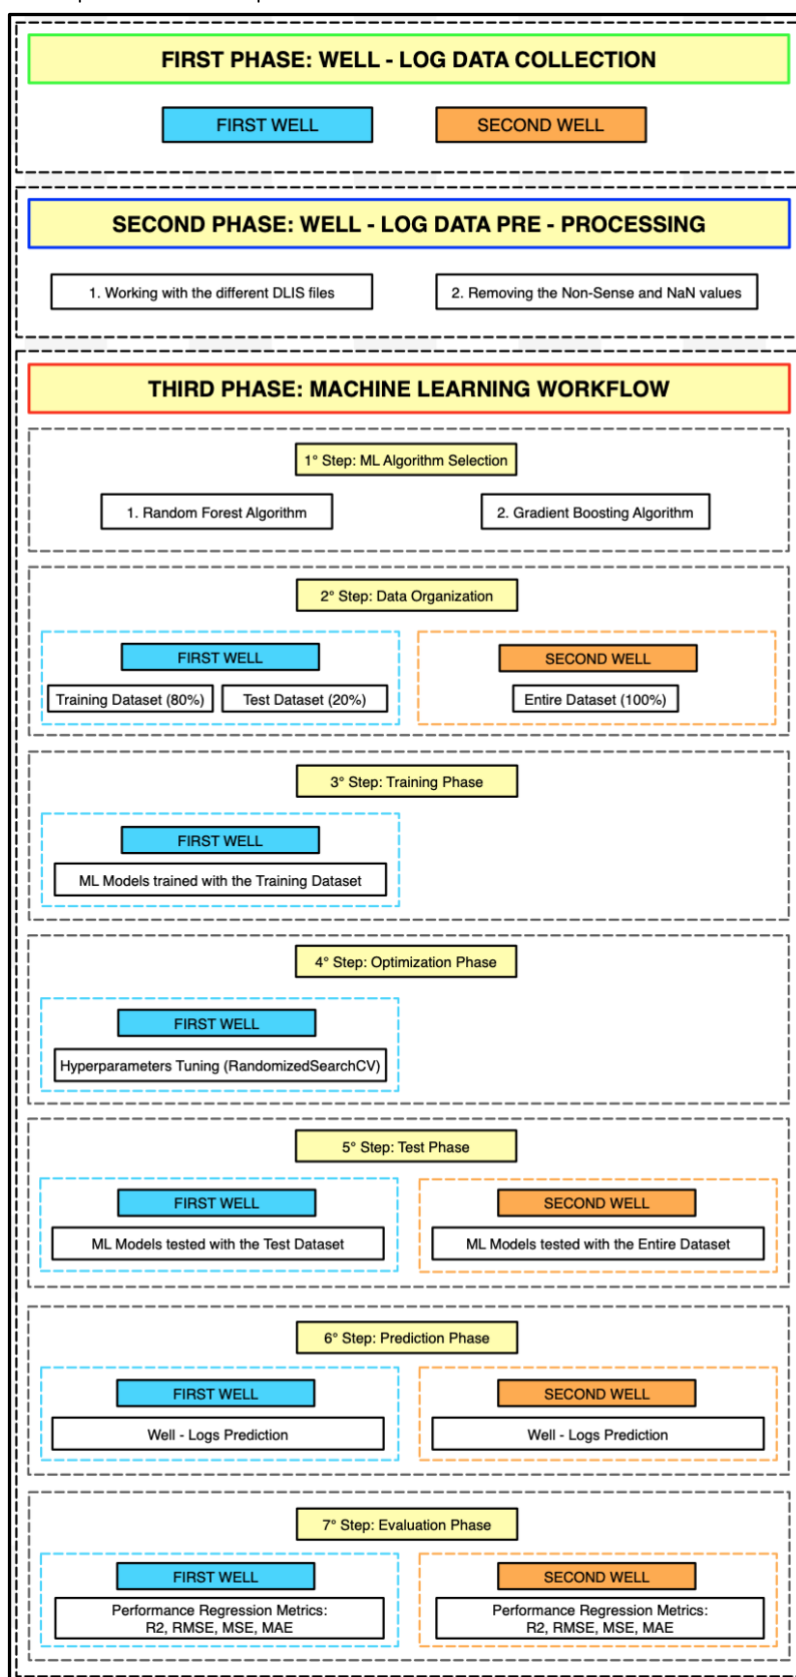 FIRST PHASE: WELL - LOG DATA COLLECTION
FIRST WELL
SECOND WELL
SECOND PHASE: WELL - LOG DATA PRE - PROCESSING
1. Working with the different DLIS files
2. Removing the Non-Sense and NaN values
THIRD PHASE: MACHINE LEARNING WORKFLOW
1° Step: ML Algorithm Selection
1. Random Forest Algorithm
2. Gradient Boosting Algorithm
2° Step: Data Organization
FIRST WELL
Training Dataset (80%)
Test Dataset (20%)
SECOND WELL
Entire Dataset (100%)
3° Step: Training Phase
FIRST WELL
ML Models trained with the Training Dataset
4° Step: Optimization Phase
FIRST WELL
Hyperparameters Tuning (RandomizedSearchCV)
5° Step: Test Phase
FIRST WELL
ML Models tested with the Test Dataset
SECOND WELL
ML Models tested with the Entire Dataset
6° Step: Prediction Phase
FIRST WELL
Well - Logs Prediction
SECOND WELL
Well - Logs Prediction
7° Step: Evaluation Phase
FIRST WELL
Performance Regression Metrics:
R2, RMSE, MSE, MAE
SECOND WELL
Performance Regression Metrics:
R2, RMSE, MSE, MAE